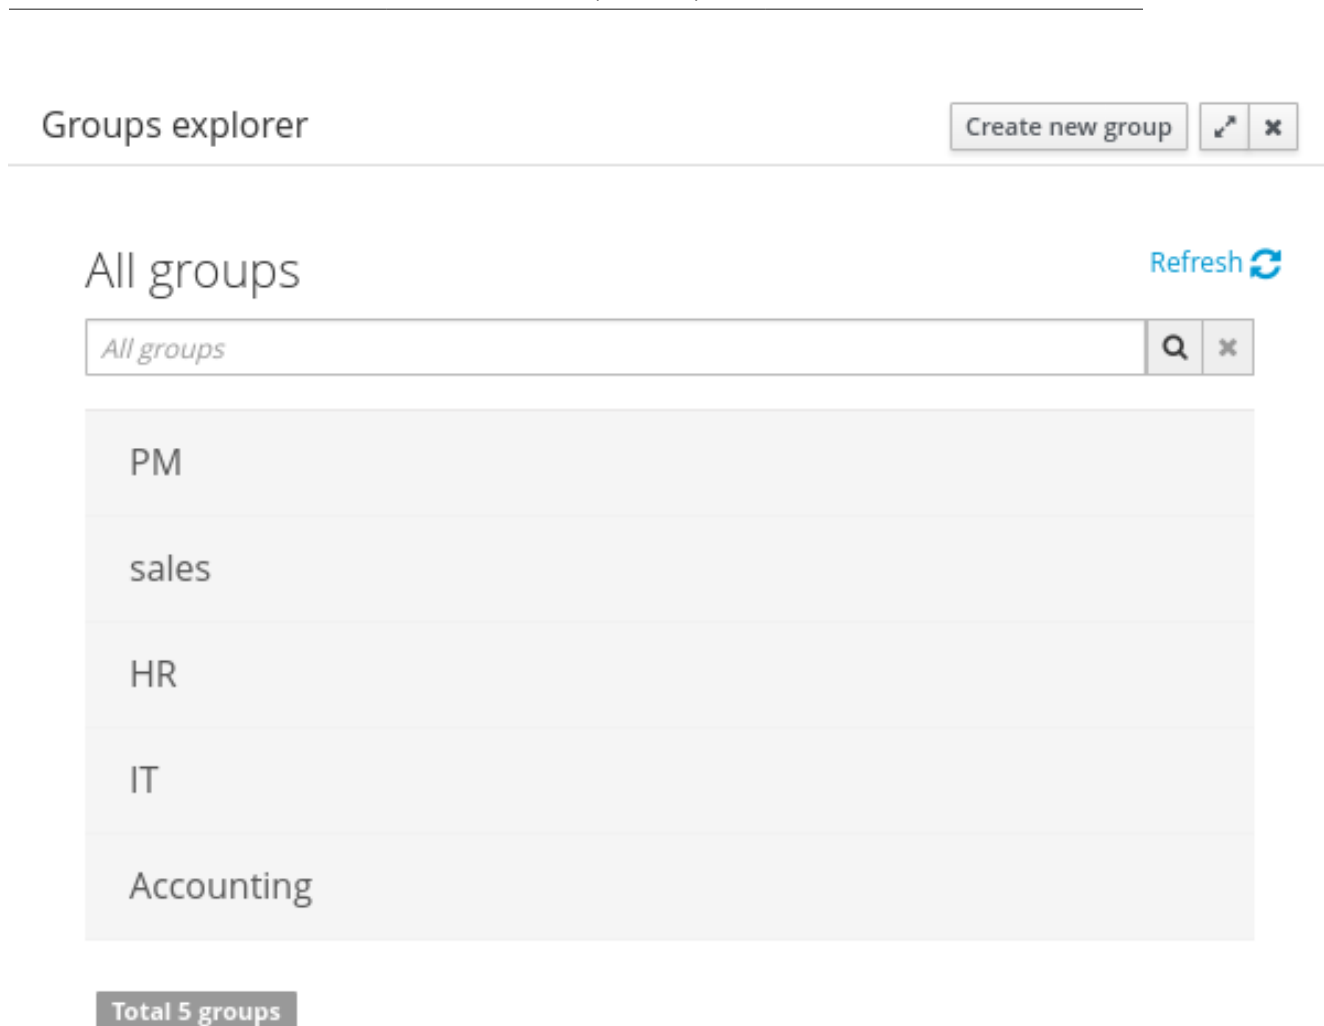 Groups explorer
Create new group
All groups
Refresh
All groups
PM
sales
HR
IT
Accounting
Total 5 groups